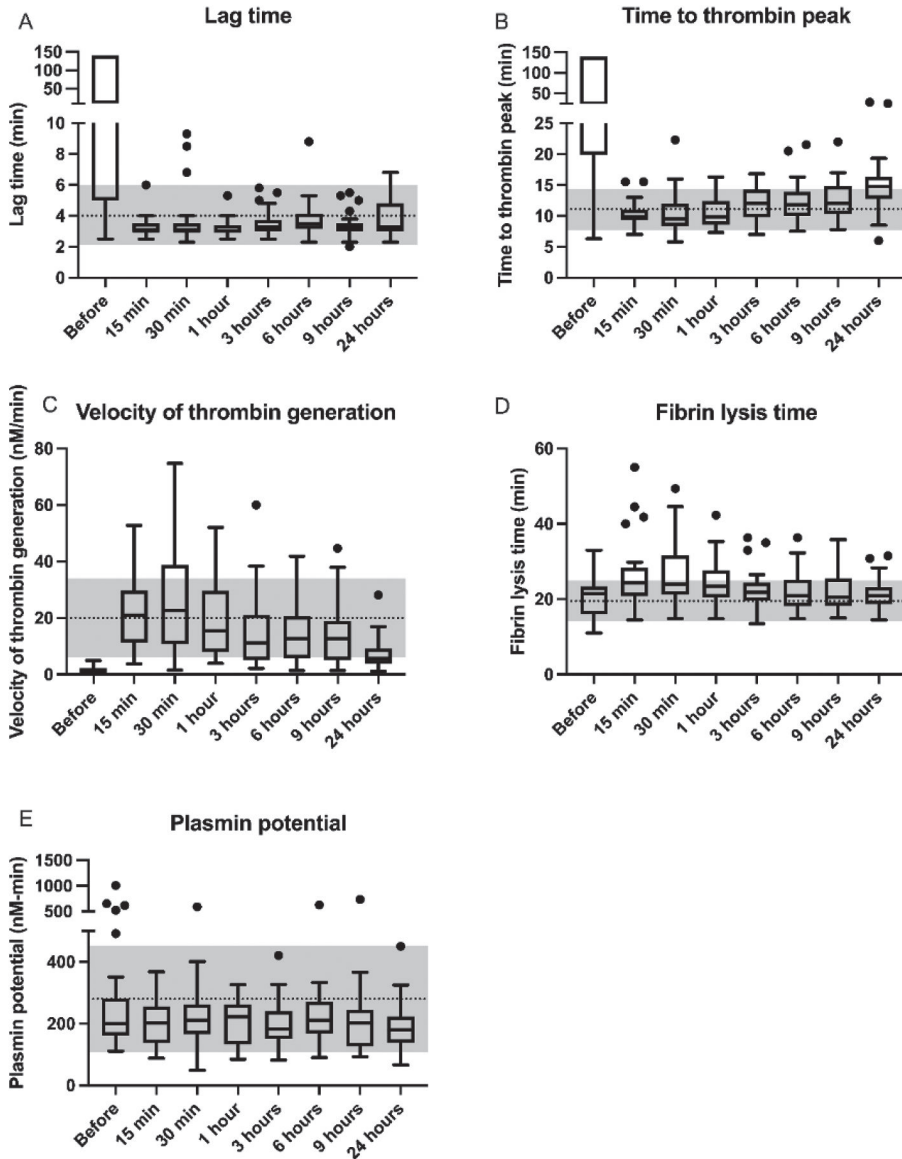 A
Lag time
Lag time (min)
150
100
50
10
8
6
4
2
0
Before
15 min
30 min
1 hour
3 hours
6 hours
9 hours
24 hours
B
Time to thrombin peak
Time to thrombin peak (min)
150
100
50
25
20
15
10
5
0
Before
15 min
30 min
1 hour
3 hours
6 hours
9 hours
24 hours
C
Velocity of thrombin generation
Velocity of thrombin generation (nM/min)
80
60
40
20
0
Before
15 min
30 min
1 hour
3 hours
6 hours
9 hours
24 hours
D
Fibrin lysis time
Fibrin lysis time (min)
60
40
20
0
Before
15 min
30 min
1 hour
3 hours
6 hours
9 hours
24 hours
E
Plasmin potential
Plasmin potential (nM-min)
1500
1000
500
400
200
0
Before
15 min
30 min
1 hour
3 hours
6 hours
9 hours
24 hours